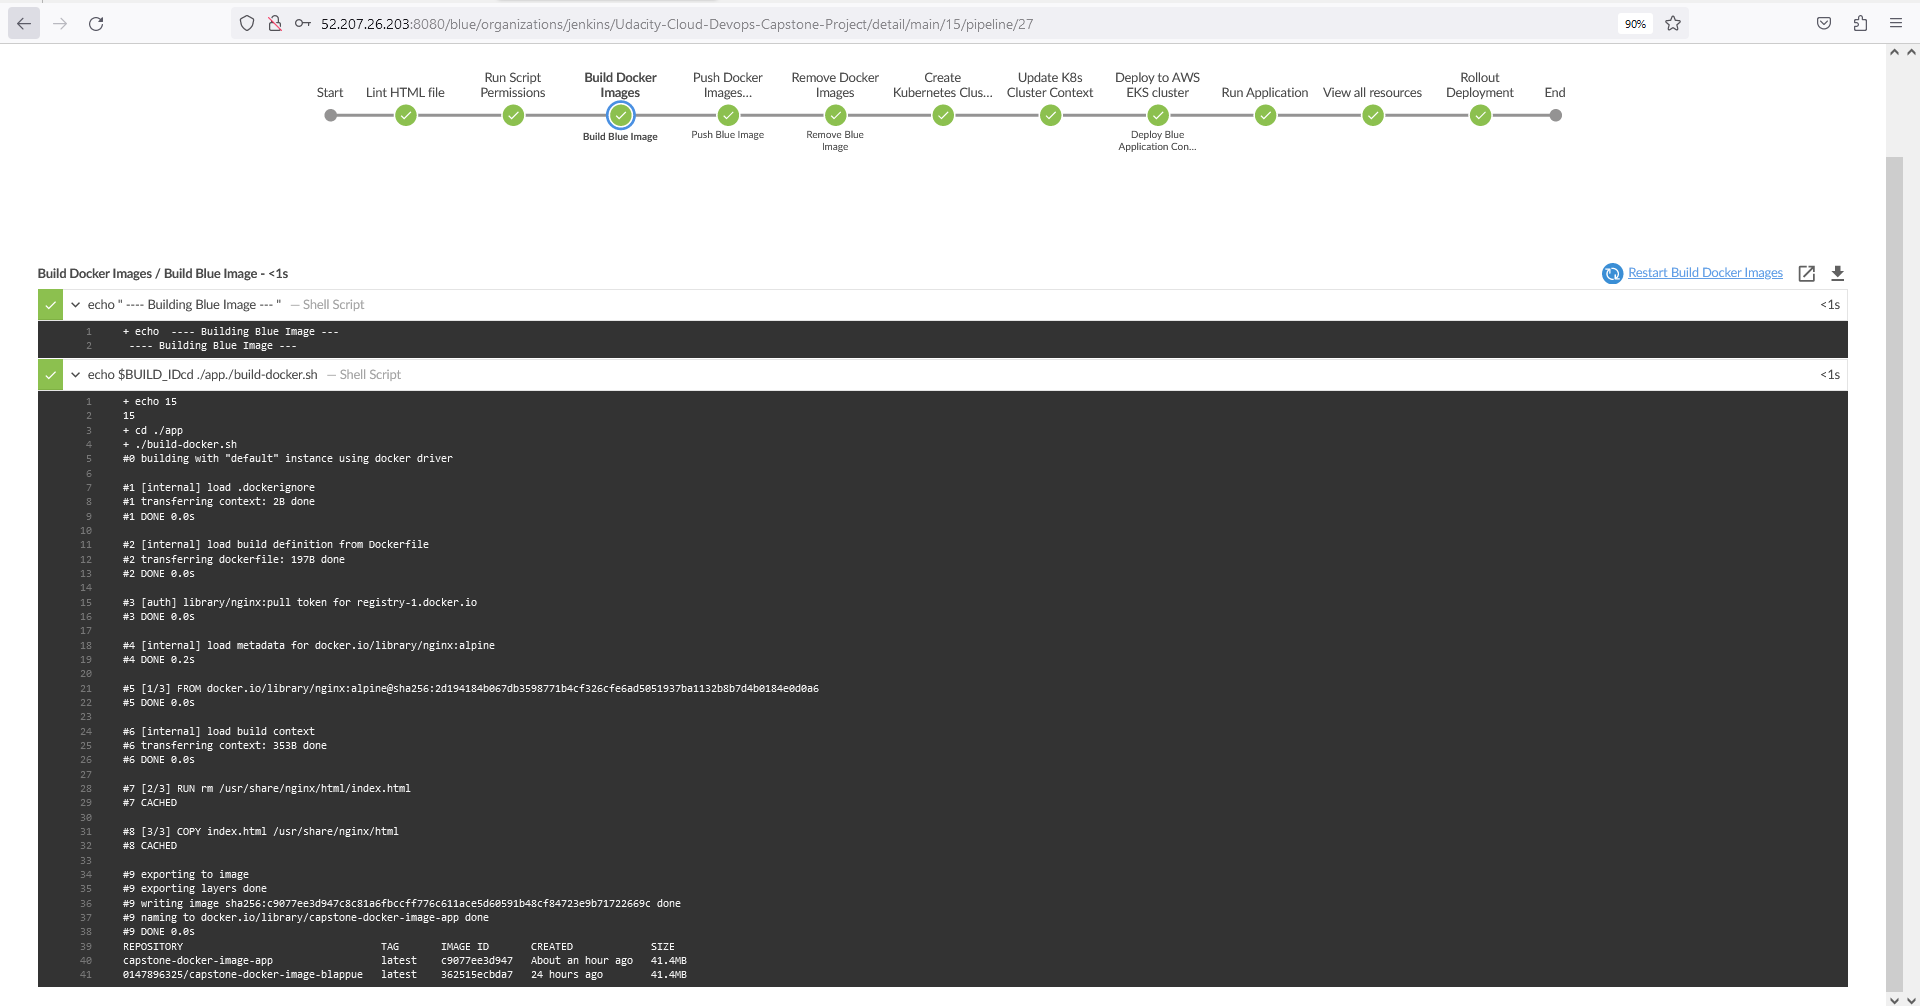 52.207.26.203:8080/blue/organizations/jenkins/Udacity-Cloud-Devops-Capstone-Project/detail/main/15/pipeline/27
90%
Start
Lint HTML file
Run Script
Permissions
Build Docker
Images
Build Blue Image
Push Docker
Images...
Push Blue Image
Remove Docker
Images
Remove Blue
Image
Create
Kubernetes Clus...
Update K8s
Cluster Context
Deploy to AWS
EKS cluster
Deploy Blue
Application Con...
Run Application
View all resources
Rollout
Deployment
End
Build Docker Images / Build Blue Image - <1s
Restart Build Docker Images
echo " ---- Building Blue Image --- " — Shell Script <1s
1 + echo  ---- Building Blue Image ---
2  ---- Building Blue Image ---
echo $BUILD_IDcd ./app./build-docker.sh — Shell Script <1s
1 + echo 15
2 15
3 + cd ./app
4 + ./build-docker.sh
5 #0 building with "default" instance using docker driver
6
7 #1 [internal] load .dockerignore
8 #1 transferring context: 2B done
9 #1 DONE 0.0s
10
11 #2 [internal] load build definition from Dockerfile
12 #2 transferring dockerfile: 197B done
13 #2 DONE 0.0s
14
15 #3 [auth] library/nginx:pull token for registry-1.docker.io
16 #3 DONE 0.0s
17
18 #4 [internal] load metadata for docker.io/library/nginx:alpine
19 #4 DONE 0.2s
20
21 #5 [1/3] FROM docker.io/library/nginx:alpine@sha256:2d194184b067db3598771b4cf326cfe6ad5051937ba1132b8b7d4b0184e0d0a6
22 #5 DONE 0.0s
23
24 #6 [internal] load build context
25 #6 transferring context: 353B done
26 #6 DONE 0.0s
27
28 #7 [2/3] RUN rm /usr/share/nginx/html/index.html
29 #7 CACHED
30
31 #8 [3/3] COPY index.html /usr/share/nginx/html
32 #8 CACHED
33
34 #9 exporting to image
35 #9 exporting layers done
36 #9 writing image sha256:c9077ee3d947c8c81a6fbccff776c611ace5d60591b48cf84723e9b71722669c done
37 #9 naming to docker.io/library/capstone-docker-image-app done
38 #9 DONE 0.0s
39 REPOSITORY TAG IMAGE ID CREATED SIZE
40 capstone-docker-image-app latest c9077ee3d947 About an hour ago 41.4MB
41 0147896325/capstone-docker-image-blappue latest 362515ecbda7 24 hours ago 41.4MB